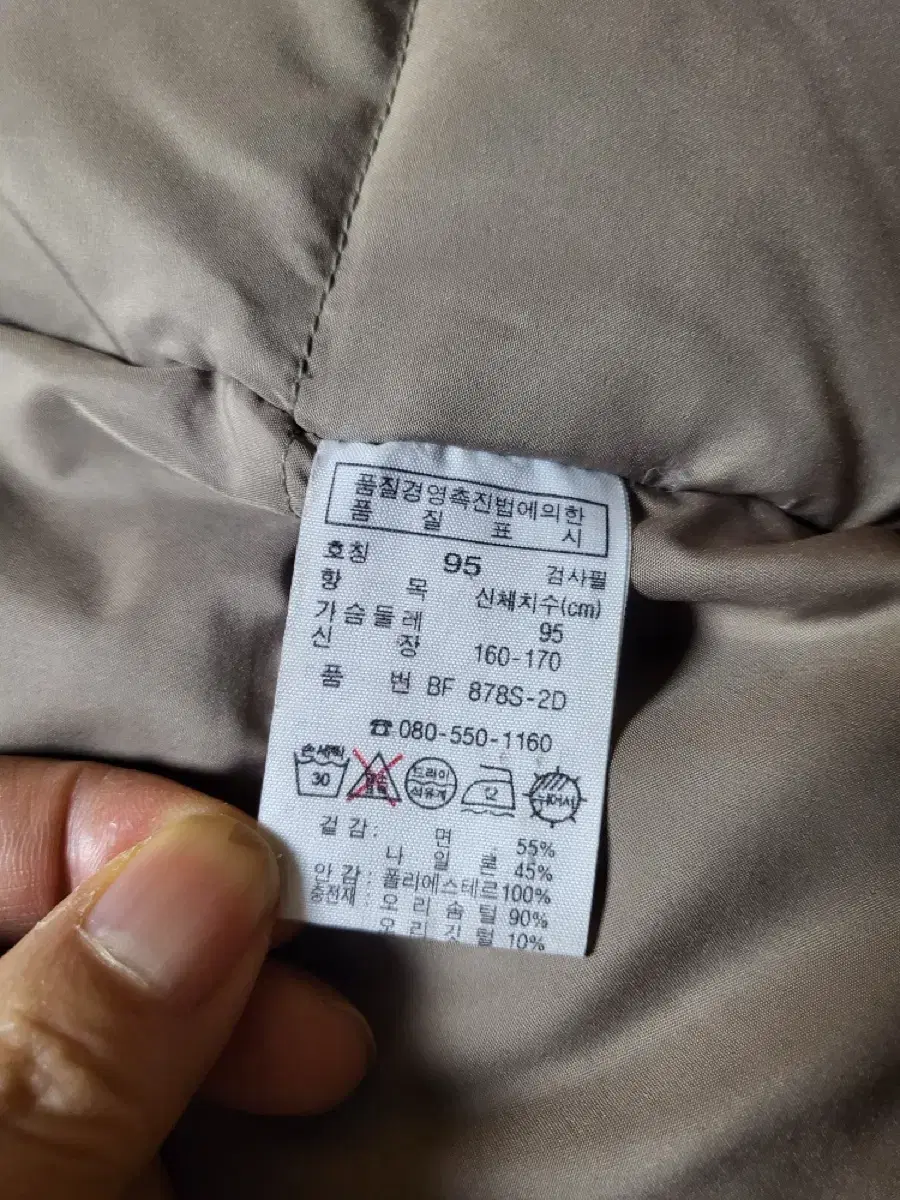 품질경영촉진법에의한
품 질 표 시
호칭 95 검사필
항 목 신체치수(cm)
가슴둘레 95
신 장 160-170
품 번 BF 878S-2D
☎ 080-550-1160
손세탁 30 드라이 석유계 뉘어서
겉감: 면 55%
나 일 론 45%
안감: 폴리에스테르100%
충전재: 오 리 솜 털 90%
오 리 깃 털 10%